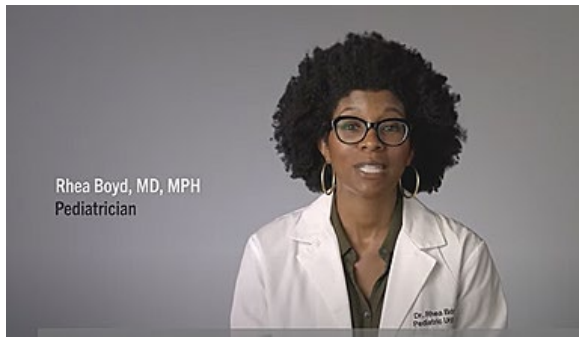 Rhea Boyd, MD, MPH
Pediatrician
Dr. Rhea
Pediatric